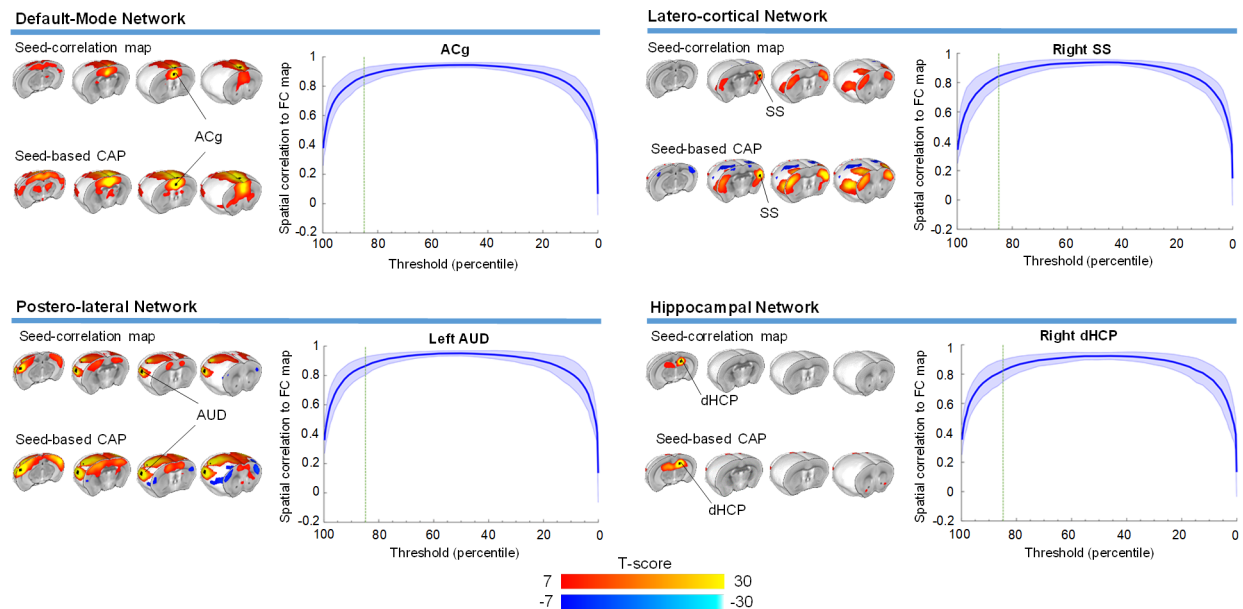 Default-Mode Network
Seed-correlation map
ACg
Seed-based CAP
ACg
Spatial correlation to FC map
1
0.8
0.6
0.4
0.2
0
-0.2
100
80
60
40
20
0
Threshold (percentile)
Latero-cortical Network
Seed-correlation map
SS
Seed-based CAP
SS
Right SS
Spatial correlation to FC map
1
0.8
0.6
0.4
0.2
0
-0.2
100
80
60
40
20
0
Threshold (percentile)
Postero-lateral Network
Seed-correlation map
AUD
Seed-based CAP
Left AUD
Spatial correlation to FC map
1
0.8
0.6
0.4
0.2
0
-0.2
100
80
60
40
20
0
Threshold (percentile)
Hippocampal Network
Seed-correlation map
dHCP
Seed-based CAP
dHCP
Right dHCP
Spatial correlation to FC map
1
0.8
0.6
0.4
0.2
0
-0.2
100
80
60
40
20
0
Threshold (percentile)
T-score
7 30
-7 -30